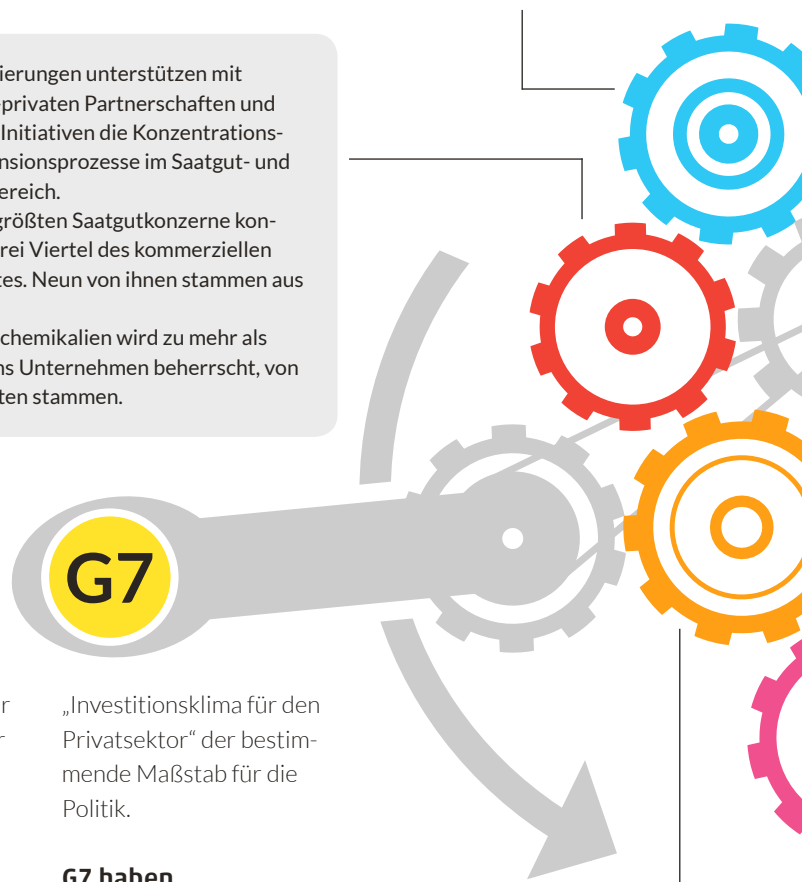 ierungen unterstützen mit
-privaten Partnerschaften und
Initiativen die Konzentrations-
nsionsprozesse im Saatgut- und
ereich.
größten Saatgutkonzerne kon-
rei Viertel des kommerziellen
tes. Neun von ihnen stammen aus
chemikalien wird zu mehr als
ns Unternehmen beherrscht, von
ten stammen.
G7
r
r
„Investitionsklima für den
Privatsektor“ der bestim-
mende Maßstab für die
Politik.
G7 haben